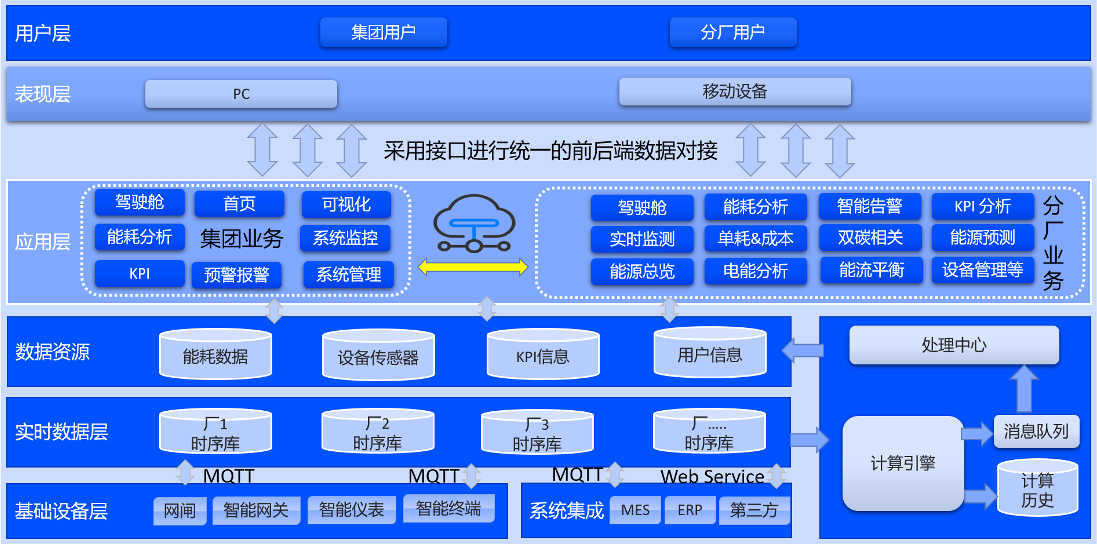 用户层
集团用户
分厂用户
表现层
PC
移动设备
采用接口进行统一的前后端数据对接
应用层
驾驶舱
首页
可视化
能耗分析
集团业务
系统监控
KPI
预警报警
系统管理
驾驶舱
能耗分析
智能告警
KPI 分析
实时监测
单耗&成本
双碳相关
能源预测
能源总览
电能分析
能流平衡
设备管理等
分厂业务
数据资源
能耗数据
设备传感器
KPI信息
用户信息
实时数据层
厂1
时序库
厂2
时序库
厂3
时序库
厂.....
时序库
MQTT
MQTT
MQTT
Web Service
基础设备层
网闸
智能网关
智能仪表
智能终端
系统集成
MES
ERP
第三方
处理中心
计算引擎
消息队列
计算
历史